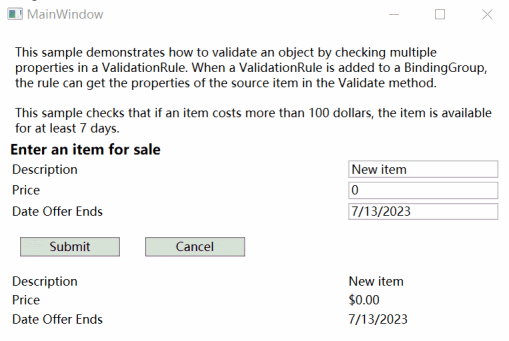 MainWindow
This sample demonstrates how to validate an object by checking multiple
properties in a ValidationRule. When a ValidationRule is added to a BindingGroup,
the rule can get the properties of the source item in the Validate method.
This sample checks that if an item costs more than 100 dollars, the item is available
for at least 7 days.
Enter an item for sale
Description New item
Price 0
Date Offer Ends 7/13/2023
Submit Cancel
Description New item
Price $0.00
Date Offer Ends 7/13/2023